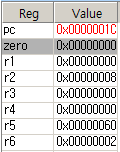 Reg Value
pc 0x0000001C
zero 0x00000000
r1 0x00000000
r2 0x00000008
r3 0x00000000
r4 0x00000000
r5 0x00000060
r6 0x00000002